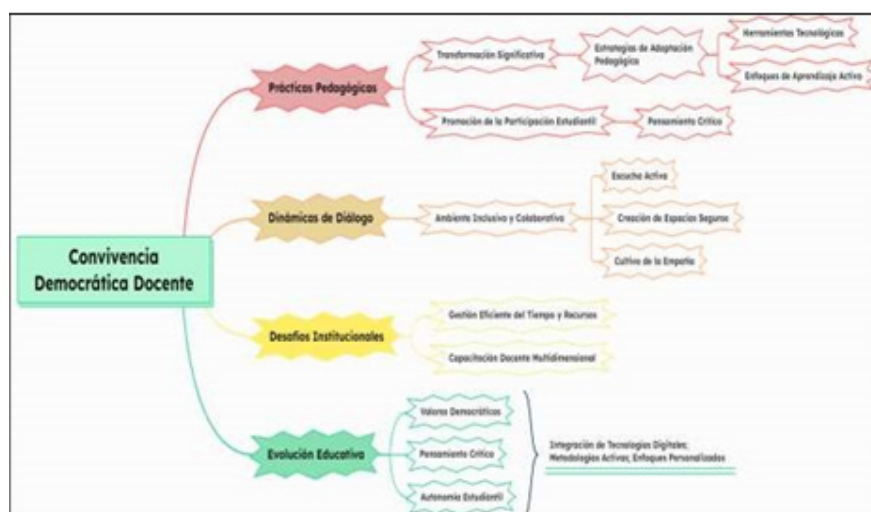 Convivencia
Democrática Docente
Prácticas Pedagógicas
Transformación Significativa
Estrategias de Adaptación
Pedagógica
Herramientas Tecnológicas
Enfoques de Aprendizaje Activo
Promoción de la Participación Estudiantil
Pensamiento Crítico
Dinámicas de Diálogo
Ambiente Inclusivo y Colaborativo
Escucha Activa
Creación de Espacios Seguros
Cultivo de la Empatía
Desafíos Institucionales
Gestión Eficiente del Tiempo y Recursos
Capacitación Docente Multidimensional
Evolución Educativa
Valores Democráticos
Pensamiento Crítico
Autonomía Estudiantil
Integración de Tecnologías Digitales;
Metodologías Activas; Enfoques Personalizados